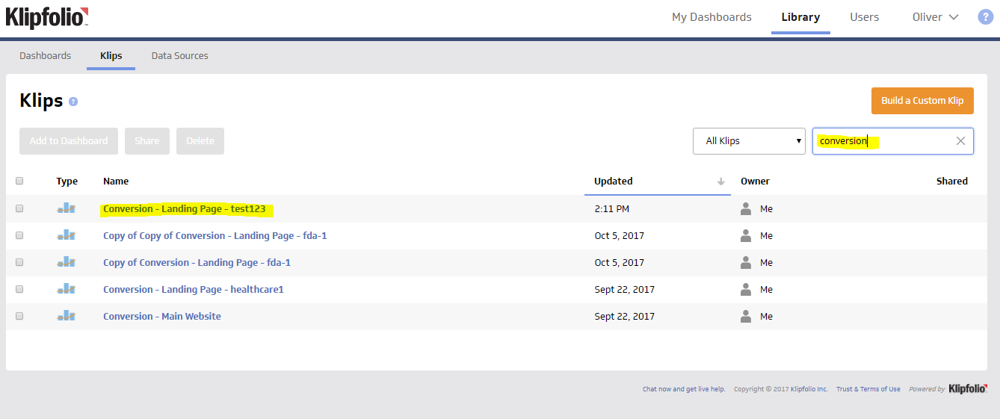 Klipfolio™ My Dashboards Library Users Oliver ?
Dashboards Klips Data Sources
Klips ? Build a Custom Klip
Add to Dashboard Share Delete All Klips conversion
Type Name Updated Owner Shared
Conversion - Landing Page - test123 2:11 PM Me
Copy of Copy of Conversion - Landing Page - fda-1 Oct 5, 2017 Me
Copy of Conversion - Landing Page - fda-1 Oct 5, 2017 Me
Conversion - Landing Page - healthcare1 Sept 22, 2017 Me
Conversion - Main Website Sept 22, 2017 Me
Chat now and get live help. Copyright © 2017 Klipfolio Inc. Trust & Terms of Use Powered by Klipfolio